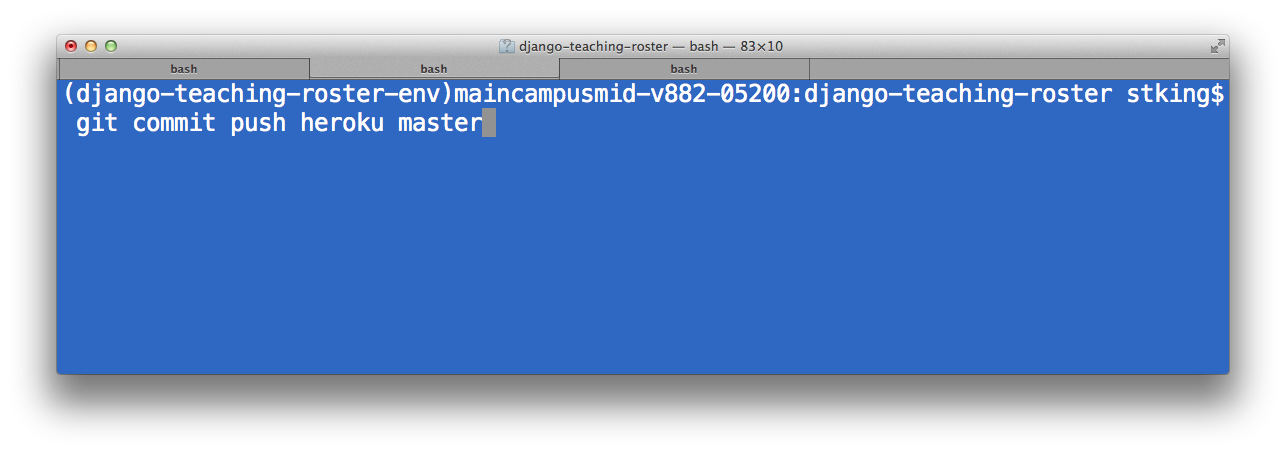 django-teaching-roster — bash — 83×10
bash bash bash
(django-teaching-roster-env)maincampusmid-v882-05200:django-teaching-roster stking$
git commit push heroku master